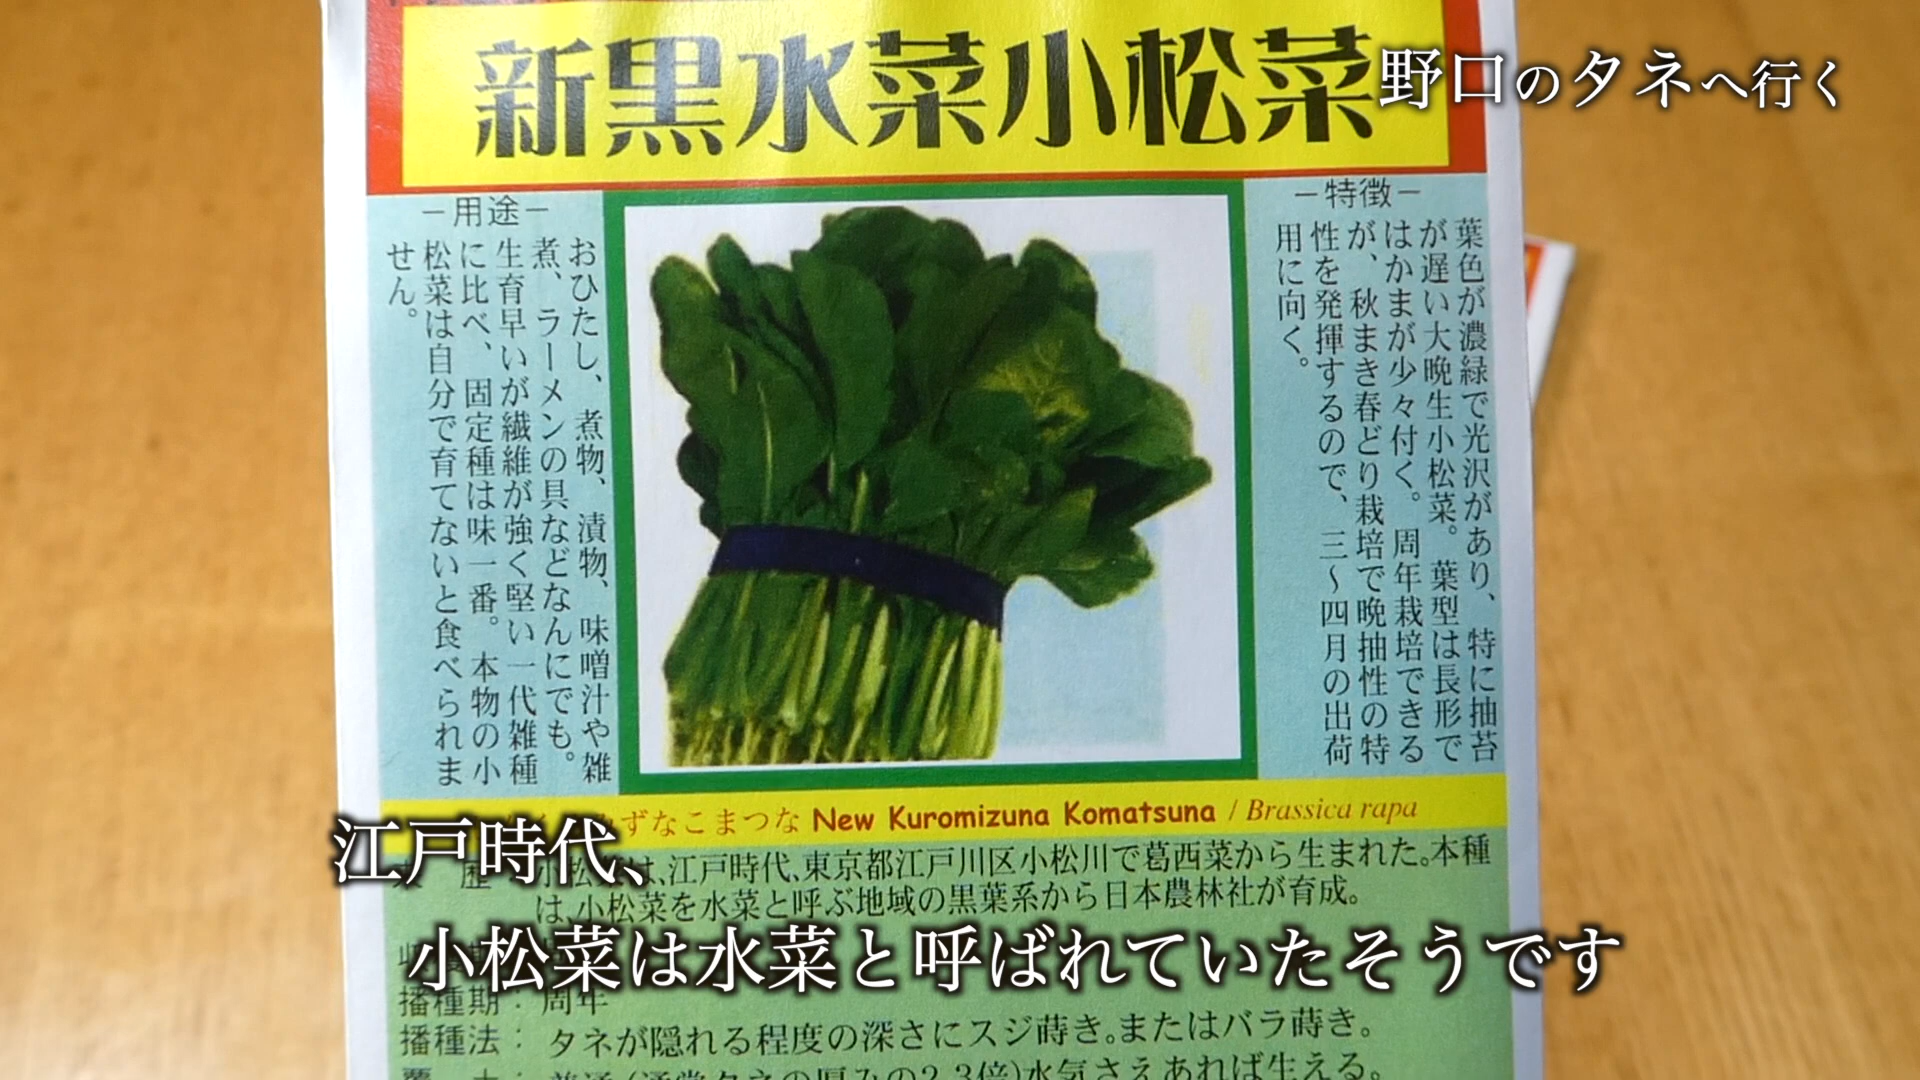 新黒水菜小松菜
野口のタネへ行く
－特徴－
葉色が濃緑で光沢があり、特に抽苔
が遅い大晩生小松菜。葉型は長形で
はかまが少々付く。周年栽培できる
が、秋まき春どり栽培で晩抽性の特
性を発揮するので、三～四月の出荷
用に向く。
－用途－
おひたし、煮物、漬物、味噌汁や雑
煮、ラーメンの具などなんにでも。
生育早いが繊維が強く堅い一代雑種
に比べ、固定種は味一番。本物の小
松菜は自分で育てないと食べられま
せん。
みずなこまつな New Kuromizuna Komatsuna / Brassica rapa
は、江戸時代、東京都江戸川区小松川で葛西菜から生まれた。本種
は、小松菜を水菜と呼ぶ地域の黒葉系から日本農林社が育成。
江戸時代、
小松菜は水菜と呼ばれていたそうです
播種期：周年
播種法：タネが隠れる程度の深さにスジ蒔き。またはバラ蒔き。
水気さえあれば生える。